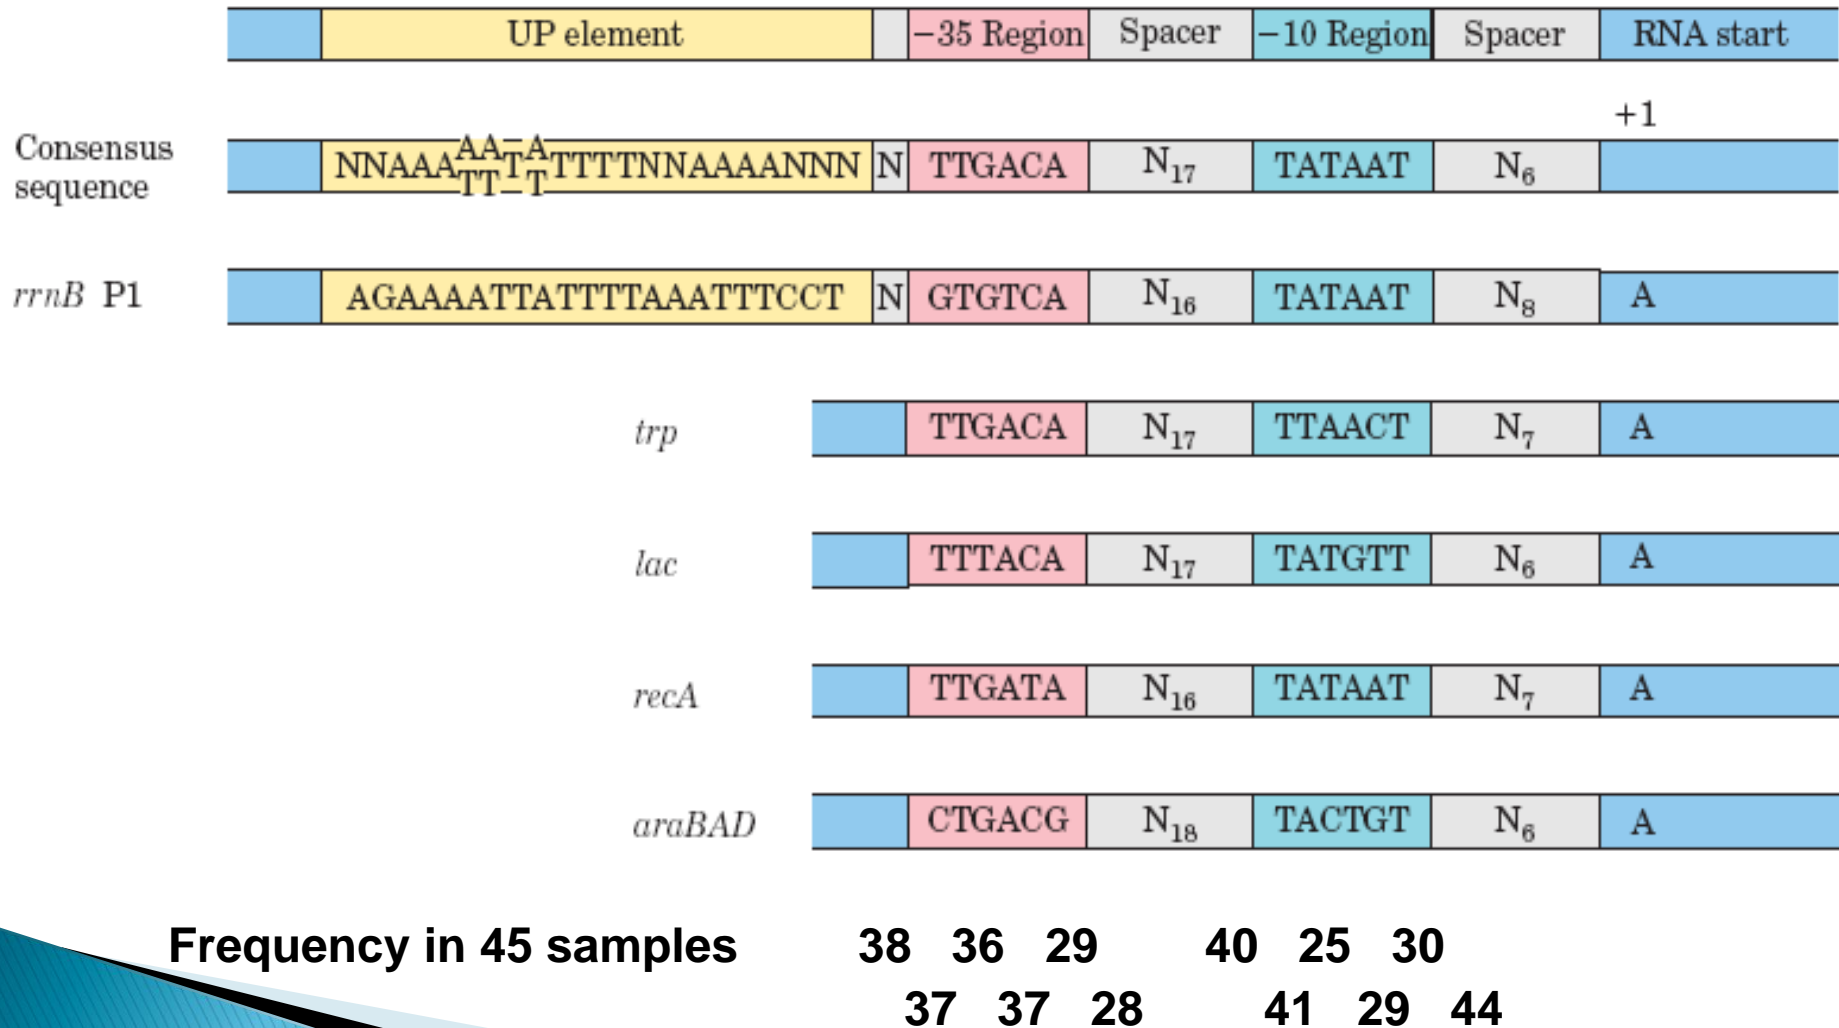 UP element −35 Region Spacer −10 Region Spacer RNA start
+1
Consensus sequence NNAAA AA/TT T A/T TTTTNNAAAANNN N TTGACA N17 TATAAT N6
rrnB P1 AGAAAATTATTTTAAATTTCCT N GTGTCA N16 TATAAT N8 A
trp TTGACA N17 TTAACT N7 A
lac TTTACA N17 TATGTT N6 A
recA TTGATA N16 TATAAT N7 A
araBAD CTGACG N18 TACTGT N6 A
Frequency in 45 samples 38 36 29 40 25 30
37 37 28 41 29 44